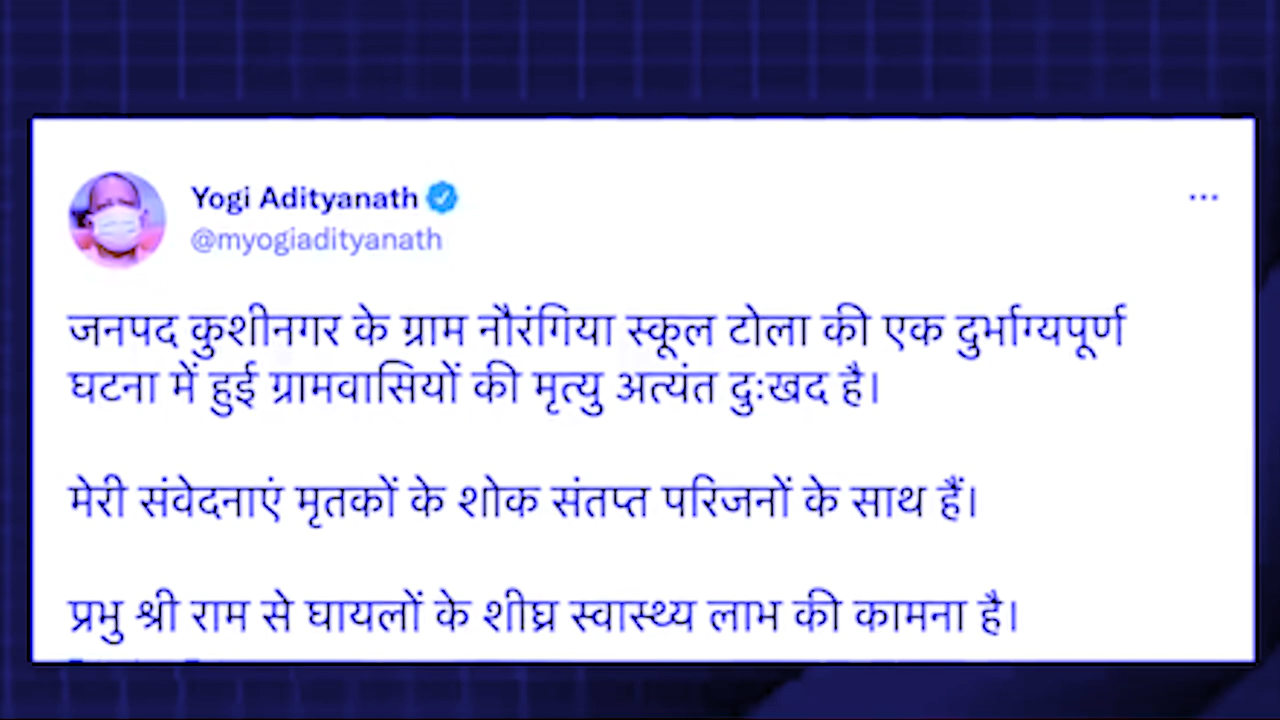 Yogi Adityanath
@myogiadityanath
जनपद कुशीनगर के ग्राम नौरंगिया स्कूल टोला की एक दुर्भाग्यपूर्ण
घटना में हुई ग्रामवासियों की मृत्यु अत्यंत दुःखद है।
मेरी संवेदनाएं मृतकों के शोक संतप्त परिजनों के साथ हैं।
प्रभु श्री राम से घायलों के शीघ्र स्वास्थ्य लाभ की कामना है।